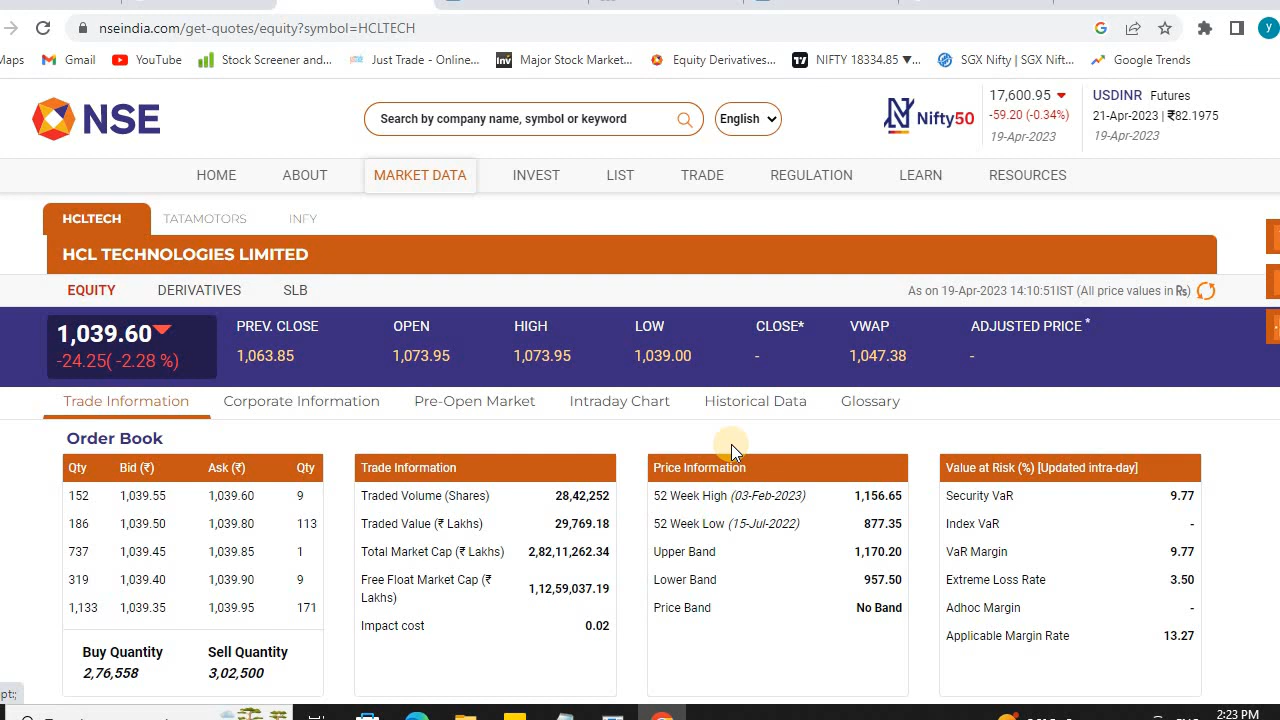 nseindia.com/get-quotes/equity?symbol=HCLTECH
Maps Gmail YouTube Stock Screener and... Just Trade - Online... Major Stock Market... Equity Derivatives... NIFTY 18334.85 ▼... SGX Nifty | SGX Nift... Google Trends
NSE
Search by company name, symbol or keyword
English
Nifty50
17,600.95
-59.20 (-0.34%)
19-Apr-2023
USDINR Futures
21-Apr-2023 | ₹82.1975
19-Apr-2023
HOME ABOUT MARKET DATA INVEST LIST TRADE REGULATION LEARN RESOURCES
HCLTECH TATAMOTORS INFY
HCL TECHNOLOGIES LIMITED
EQUITY DERIVATIVES SLB
As on 19-Apr-2023 14:10:51IST (All price values in ₨)
1,039.60
-24.25( -2.28 %)
PREV. CLOSE OPEN HIGH LOW CLOSE* VWAP ADJUSTED PRICE *
1,063.85 1,073.95 1,073.95 1,039.00 - 1,047.38 -
Trade Information Corporate Information Pre-Open Market Intraday Chart Historical Data Glossary
Order Book
Qty Bid (₹) Ask (₹) Qty
152 1,039.55 1,039.60 9
186 1,039.50 1,039.80 113
737 1,039.45 1,039.85 1
319 1,039.40 1,039.90 9
1,133 1,039.35 1,039.95 171
Buy Quantity Sell Quantity
2,76,558 3,02,500
Trade Information
Traded Volume (Shares) 28,42,252
Traded Value (₹ Lakhs) 29,769.18
Total Market Cap (₹ Lakhs) 2,82,11,262.34
Free Float Market Cap (₹
Lakhs) 1,12,59,037.19
Impact cost 0.02
Price Information
52 Week High (03-Feb-2023) 1,156.65
52 Week Low (15-Jul-2022) 877.35
Upper Band 1,170.20
Lower Band 957.50
Price Band No Band
Value at Risk (%) [Updated intra-day]
Security VaR 9.77
Index VaR -
VaR Margin 9.77
Extreme Loss Rate 3.50
Adhoc Margin -
Applicable Margin Rate 13.27
pt:;
2:23 PM